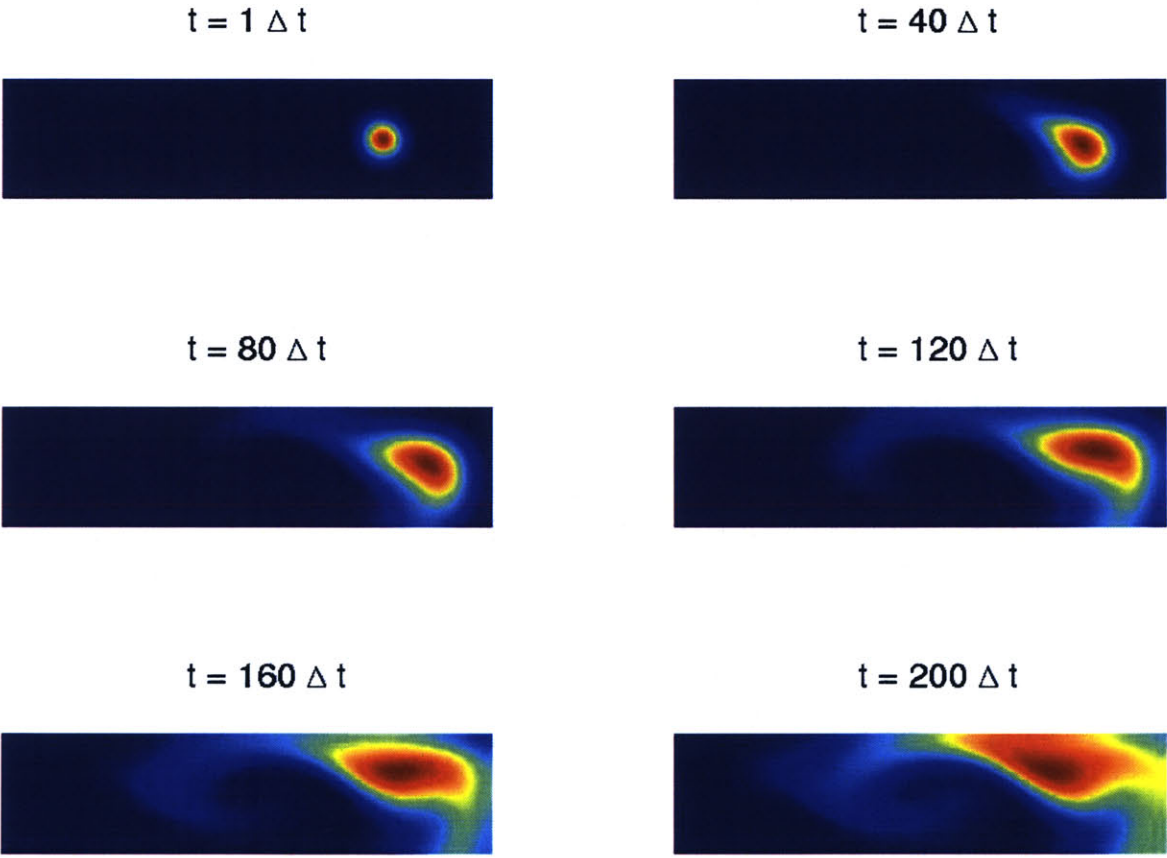 t = 1 Δ t
t = 40 Δ t
t = 80 Δ t
t = 120 Δ t
t = 160 Δ t
t = 200 Δ t